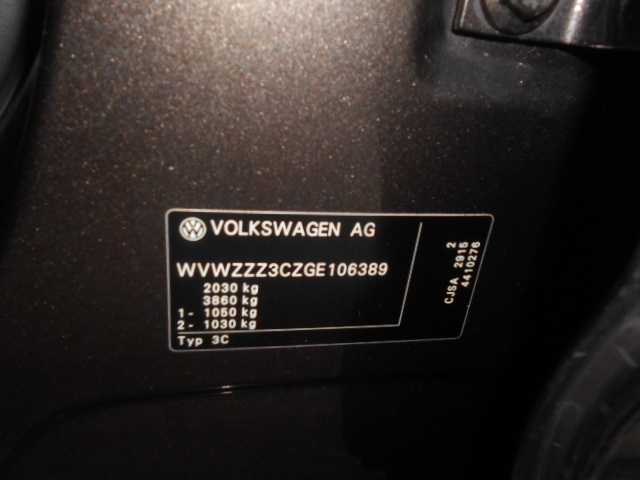 VOLKSWAGEN AG
WVWZZZ3CZGE106389
2030 kg
3860 kg
1- 1050 kg
2- 1030 kg
Typ 3C
2
CJSA 2915
4410276